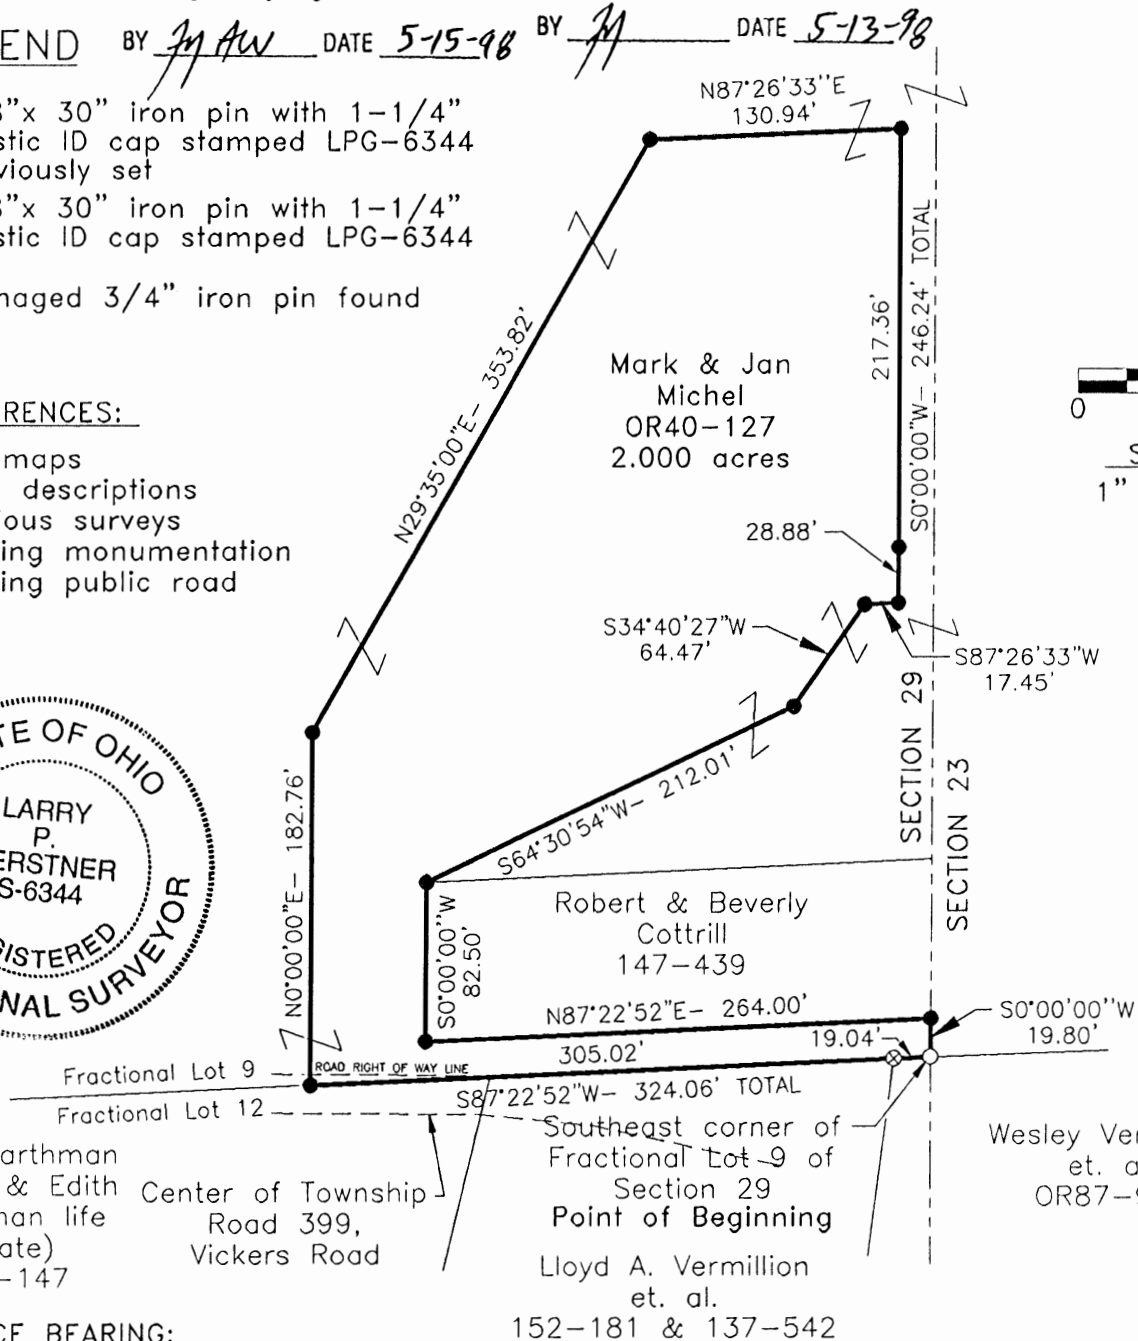 END BY DATE 5-15-98 BY DATE 5-13-98
"x 30" iron pin with 1-1/4"
stic ID cap stamped LPG-6344
viously set
"x 30" iron pin with 1-1/4"
stic ID cap stamped LPG-6344
maged 3/4" iron pin found
RENCES:
maps
descriptions
ous surveys
ing monumentation
ing public road
N87°26'33"E
130.94'
N29°35'00"E- 353.82'
Mark & Jan
Michel
OR40-127
2.000 acres
217.36'
S0°00'00"W- 246.24' TOTAL
0
1"
28.88'
S34°40'27"W
64.47'
S87°26'33"W
17.45'
SECTION 29
SECTION 23
TE OF OHIO
LARRY
P.
ERSTNER
S-6344
GISTERED
NAL SURVEYOR
N0°00'00"E- 182.76'
S64°30'54"W- 212.01'
Robert & Beverly
Cottrill
147-439
S0°00'00"W
82.50'
N87°22'52"E- 264.00'
S0°00'00"W
19.80'
305.02'
19.04'
Fractional Lot 9
ROAD RIGHT OF WAY LINE
S87°22'52"W- 324.06' TOTAL
Fractional Lot 12
Southeast corner of
Fractional Lot 9 of
Section 29
Point of Beginning
arthman
& Edith
man life
ate)
-147
Center of Township
Road 399,
Vickers Road
Wesley Ver
et. a
OR87-
Lloyd A. Vermillion
et. al.
152-181 & 137-542
CE BEARING: